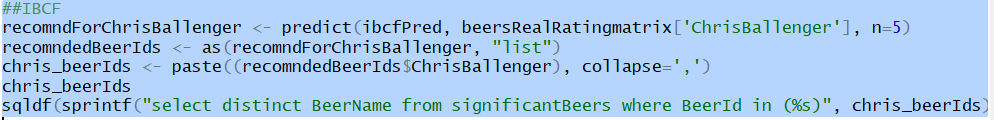 ##IBCF
recomndForChrisBallenger <- predict(ibcfPred, beersRealRatingmatrix['ChrisBallenger'], n=5)
recomndedBeerIds <- as(recomndForChrisBallenger, "list")
chris_beerIds <- paste((recomndedBeerIds$ChrisBallenger), collapse=',')
chris_beerIds
sqldf(sprintf("select distinct BeerName from significantBeers where BeerId in (%s)", chris_beerIds)